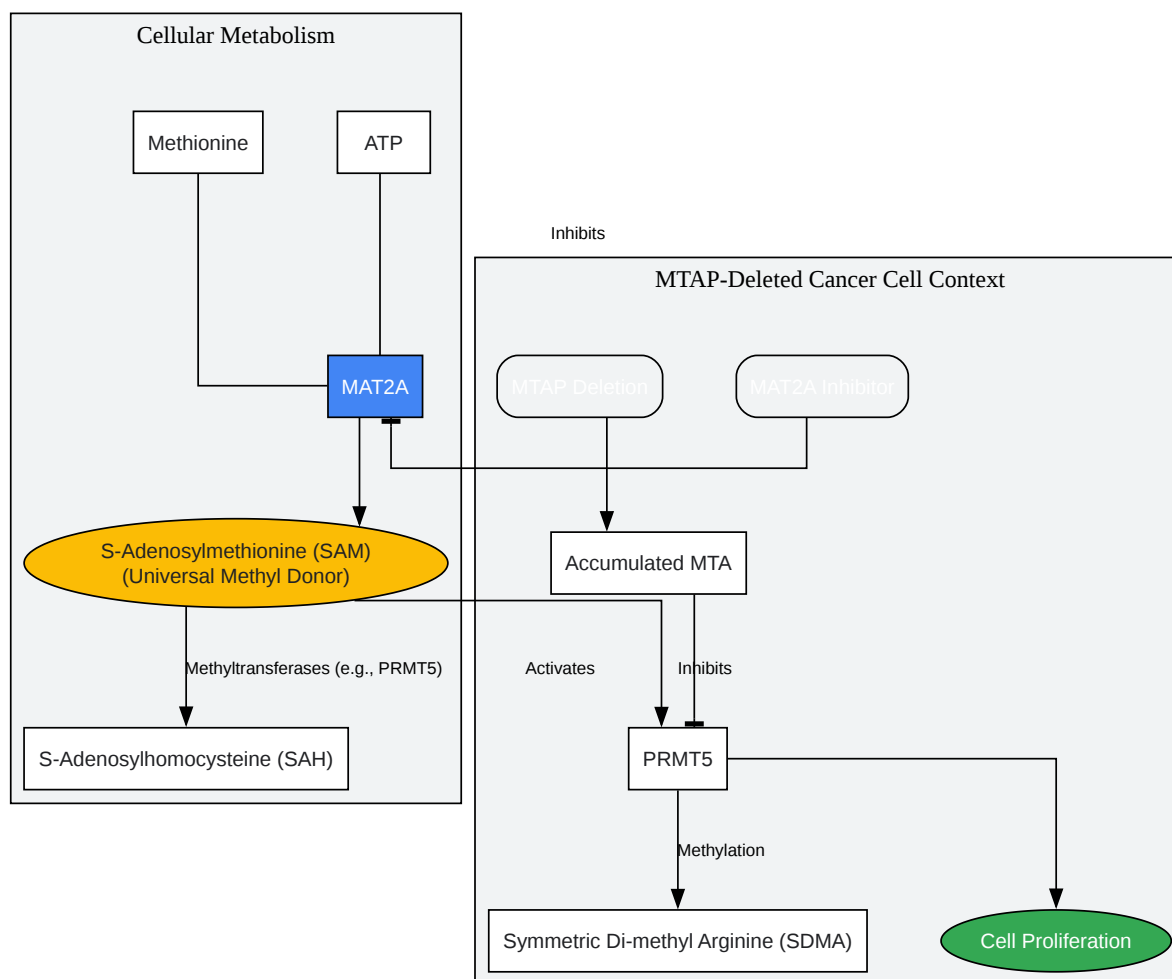 Cellular Metabolism
Methionine
ATP
Inhibits
MTAP-Deleted Cancer Cell Context
MAT2A
MTAP Deletion
MAT2A Inhibitor
S-Adenosylmethionine (SAM)
(Universal Methyl Donor)
Accumulated MTA
Methyltransferases (e.g., PRMT5)
Activates
Inhibits
S-Adenosylhomocysteine (SAH)
PRMT5
Methylation
Symmetric Di-methyl Arginine (SDMA)
Cell Proliferation